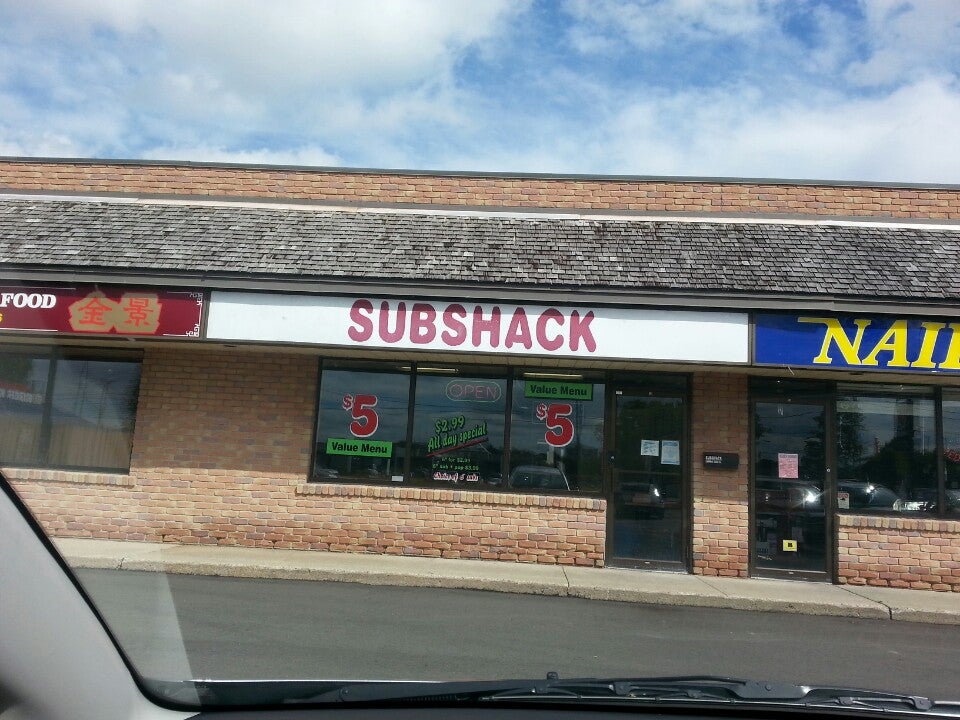 FOOD
金景
SUBSHACK
NAI
OPEN
$5
Value Menu
$2.99
All day special
Value Menu
$5